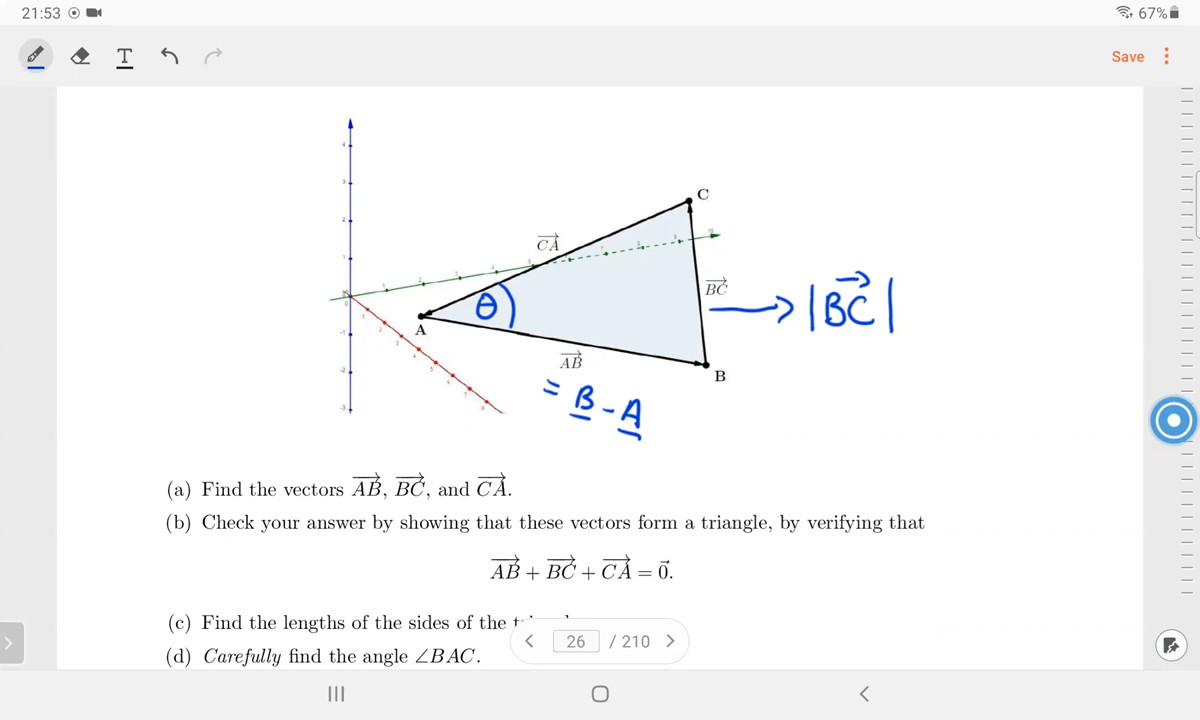 21:53
67%
T
Save
C
CA
BC
|BC|
θ
A
AB
B
= B - A
(a) Find the vectors AB, BC, and CA.
(b) Check your answer by showing that these vectors form a triangle, by verifying that
AB + BC + CA = 0.
(c) Find the lengths of the sides of the
(d) Carefully find the angle ∠BAC.
26 / 210